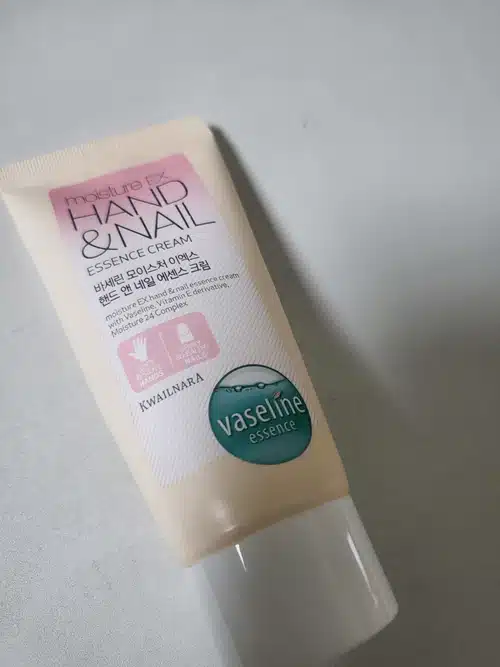 moisture EX
HAND
&NAIL
ESSENCE CREAM
바세린 모이스처 이엑스
핸드 앤 네일 에센스 크림
moisture EX hand & nail essence cream
with Vaseline, Vitamin E derivative,
Moisture 24 Complex
HANDS
NAILS
KWAILNARA
vaseline
essence